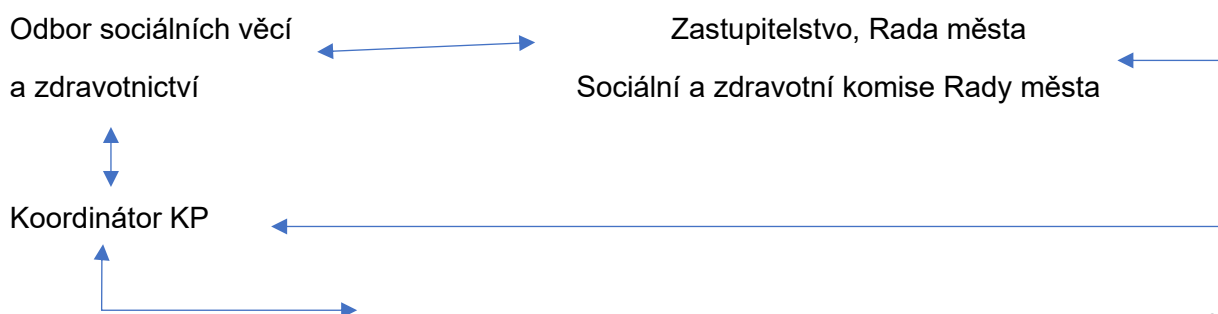 Odbor sociálních věcí
Zastupitelstvo, Rada města
a zdravotnictví
Sociální a zdravotní komise Rady města
Koordinátor KP